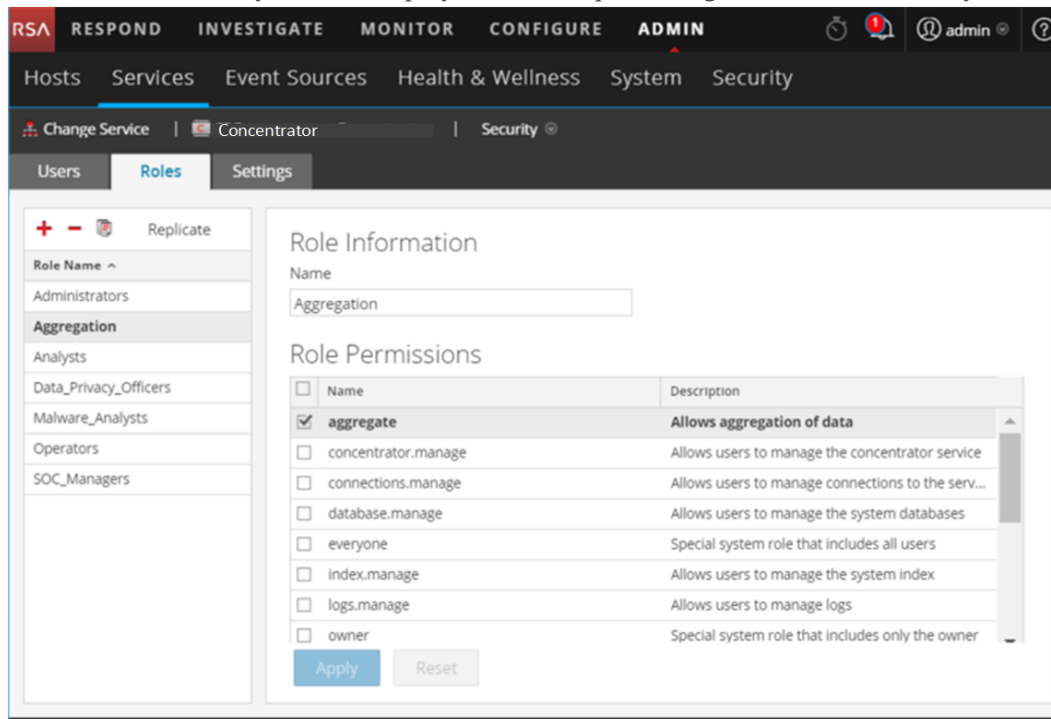 RSA RESPOND INVESTIGATE MONITOR CONFIGURE ADMIN 1 admin ?
Hosts Services Event Sources Health & Wellness System Security
Change Service | C Concentrator | Security
Users Roles Settings
+ - Replicate
Role Name
Administrators
Aggregation
Analysts
Data_Privacy_Officers
Malware_Analysts
Operators
SOC_Managers
Role Information
Name
Aggregation
Role Permissions
Name Description
aggregate Allows aggregation of data
concentrator.manage Allows users to manage the concentrator service
connections.manage Allows users to manage connections to the serv...
database.manage Allows users to manage the system databases
everyone Special system role that includes all users
index.manage Allows users to manage the system index
logs.manage Allows users to manage logs
owner Special system role that includes only the owner
Apply Reset